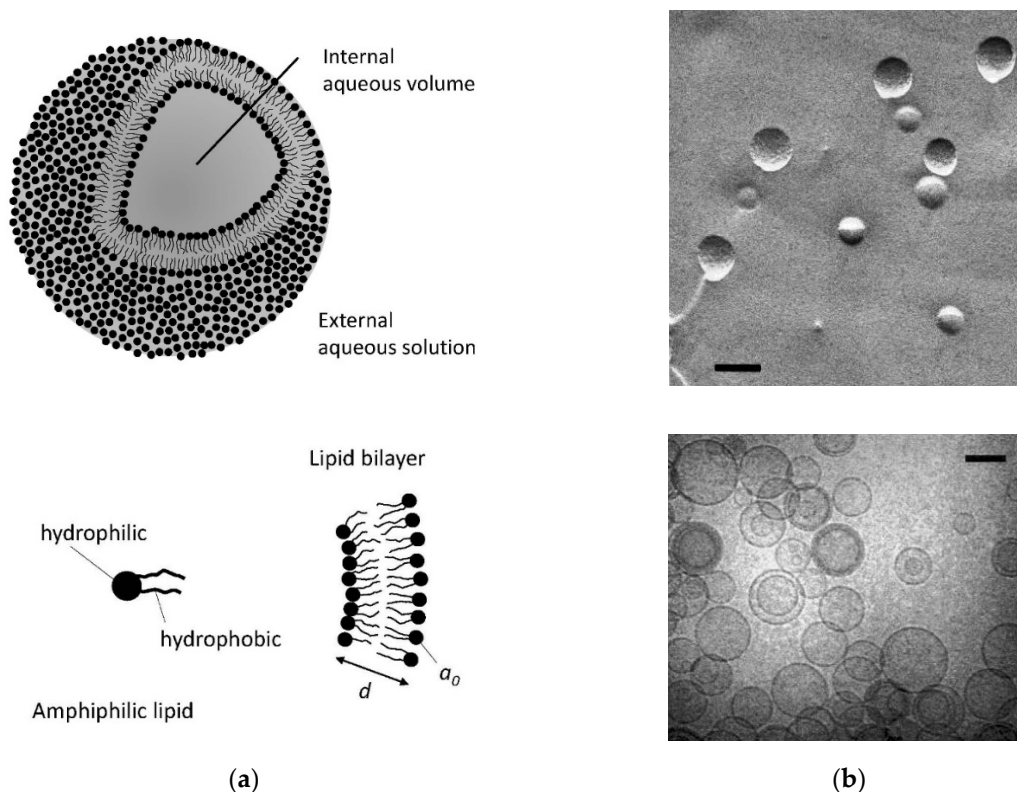 Internal
aqueous volume
External
aqueous solution
Lipid bilayer
hydrophilic
hydrophobic
d
a0
Amphiphilic lipid
(a)
(b)